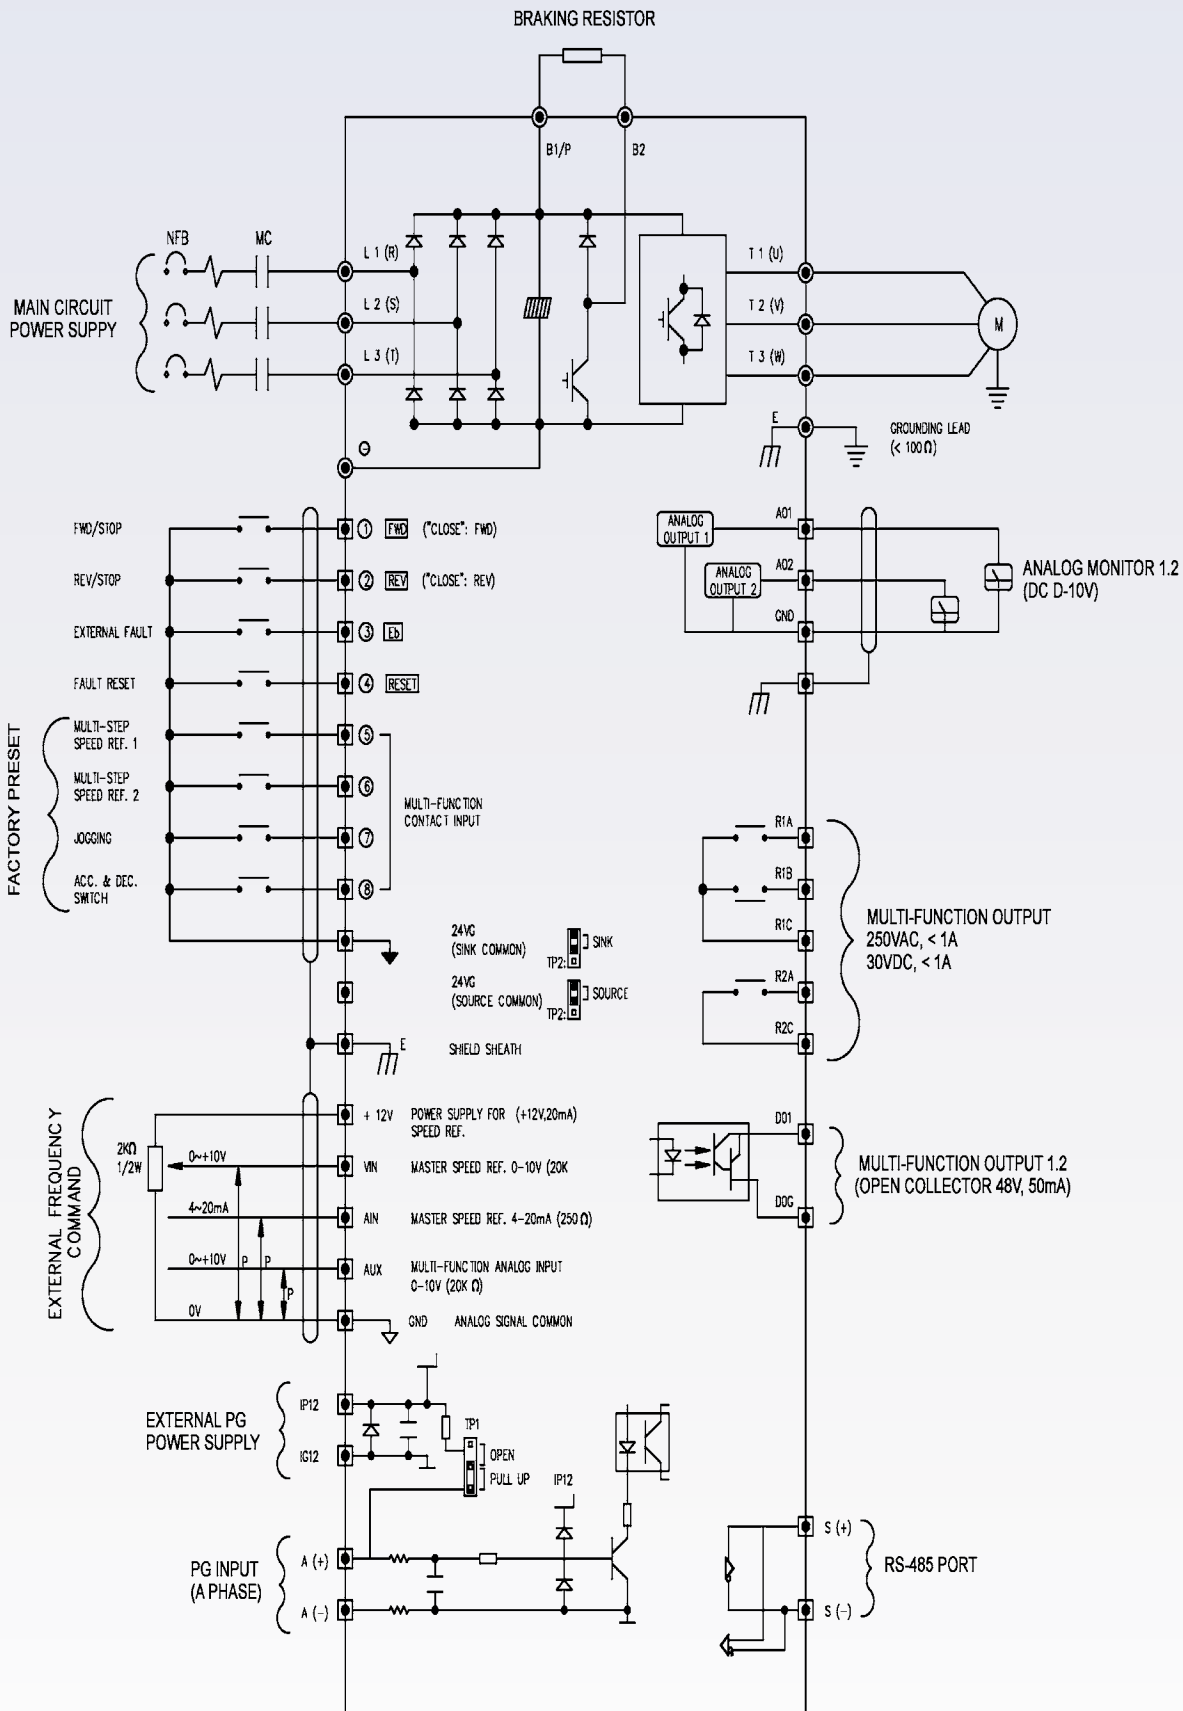 BRAKING RESISTOR
B1/P
B2
NFB
MC
L 1 (R)
T 1 (U)
MAIN CIRCUIT
POWER SUPPY
L 2 (S)
T 2 (V)
M
L 3 (T)
T 3 (W)
E
GROUNDING LEAD
(< 100Ω)
⊖
FWD/STOP
1
FWD
("CLOSE": FWD)
REV/STOP
2
REV
("CLOSE": REV)
EXTERNAL FAULT
3
Eb
FAULT RESET
4
RESET
ANALOG
OUTPUT 1
AO1
ANALOG
OUTPUT 2
AO2
GND
ANALOG MONITOR 1.2
(DC D-10V)
FACTORY PRESET
MULTI-STEP
SPEED REF. 1
5
MULTI-STEP
SPEED REF. 2
6
JOGGING
7
ACC. & DEC.
SWITCH
8
MULTI-FUNCTION
CONTACT INPUT
24VG
(SINK COMMON)
TP2:
SINK
24VG
(SOURCE COMMON)
TP2:
SOURCE
E
SHIELD SHEATH
R1A
R1B
R1C
R2A
R2C
MULTI-FUNCTION OUTPUT
250VAC, < 1A
30VDC, < 1A
EXTERNAL FREQUENCY
COMMAND
2KΩ
1/2W
+ 12V
POWER SUPPLY FOR (+12V,20mA)
SPEED REF.
0~+10V
VIN
MASTER SPEED REF. 0-10V (20K
4~20mA
AIN
MASTER SPEED REF. 4-20mA (250Ω)
0~+10V
P
P
AUX
MULTI-FUNCTION ANALOG INPUT
0-10V (20K Ω)
P
0V
GND
ANALOG SIGNAL COMMON
DO1
DOG
MULTI-FUNCTION OUTPUT 1.2
(OPEN COLLECTOR 48V, 50mA)
EXTERNAL PG
POWER SUPPLY
IP12
IG12
TP1
OPEN
PULL UP
IP12
PG INPUT
(A PHASE)
A (+)
A (−)
S (+)
S (−)
RS-485 PORT